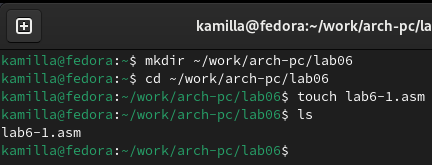 kamilla@fedora:~/work/arch-pc/la
kamilla@fedora:~$ mkdir ~/work/arch-pc/lab06
kamilla@fedora:~$ cd ~/work/arch-pc/lab06
kamilla@fedora:~/work/arch-pc/lab06$ touch lab6-1.asm
kamilla@fedora:~/work/arch-pc/lab06$ ls
lab6-1.asm
kamilla@fedora:~/work/arch-pc/lab06$